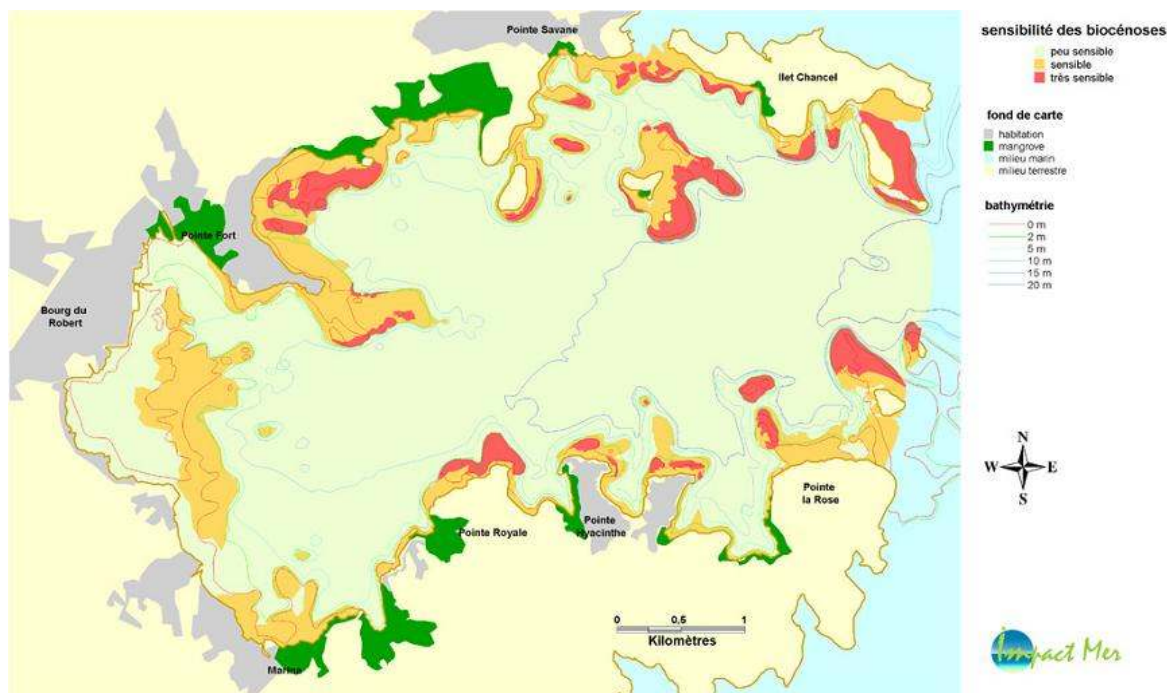 Pointe Savane
Ilet Chancel
Pointe Fort
Bourg du
Robert
Pointe Royale
Pointe
Hyacinthe
Pointe
la Rose
Marina
0 0,5 1
Kilomètres
sensibilité des biocénoses
peu sensible
sensible
très sensible
fond de carte
habitation
mangrove
milieu marin
milieu terrestre
bathymétrie
0 m
2 m
5 m
10 m
15 m
20 m
N
W E
S
Impact Mer